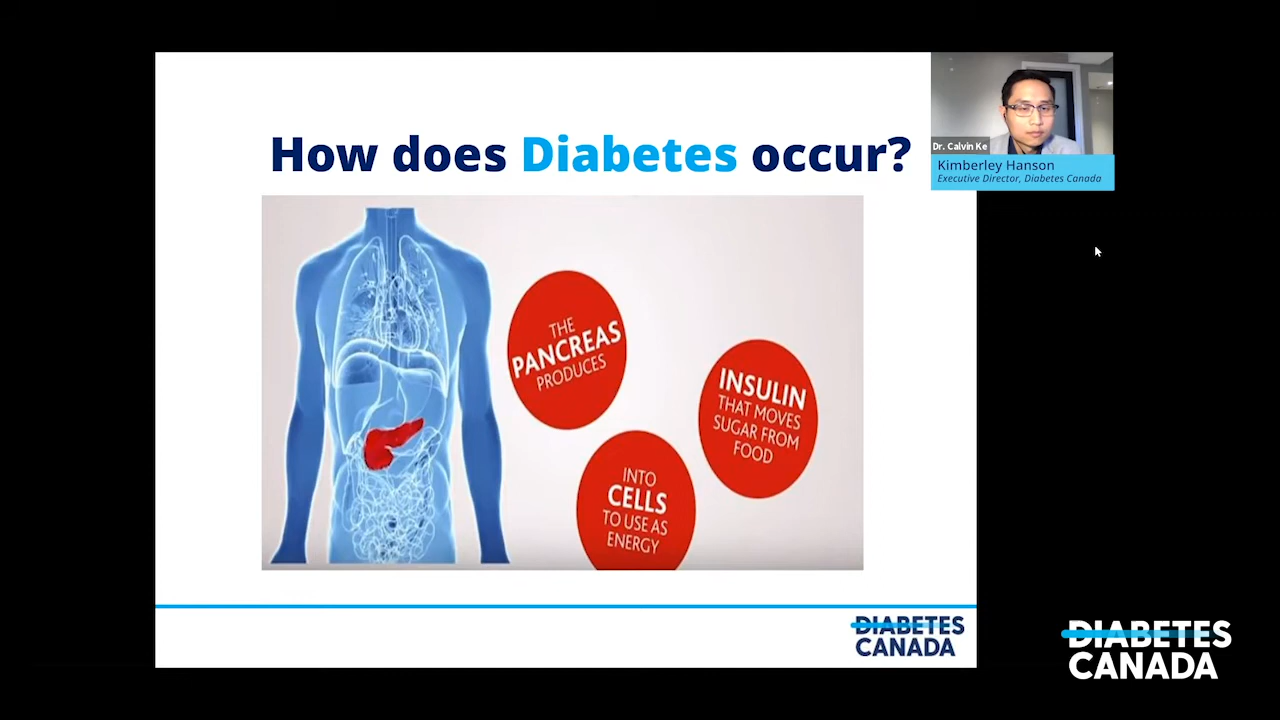 How does Diabetes occur?
Dr. Calvin Ke
Kimberley Hanson
Executive Director, Diabetes Canada
THE
PANCREAS
PRODUCES
INSULIN
THAT MOVES
SUGAR FROM
FOOD
INTO
CELLS
TO USE AS
ENERGY
DIABETES
CANADA
DIABETES
CANADA